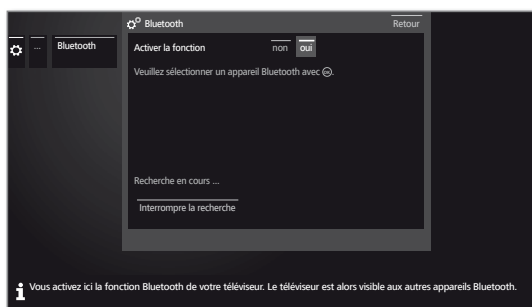 Bluetooth Retour
... Bluetooth
Activer la fonction non oui
Veuillez sélectionner un appareil Bluetooth avec OK.
Recherche en cours ...
Interrompre la recherche
Vous activez ici la fonction Bluetooth de votre téléviseur. Le téléviseur est alors visible aux autres appareils Bluetooth.